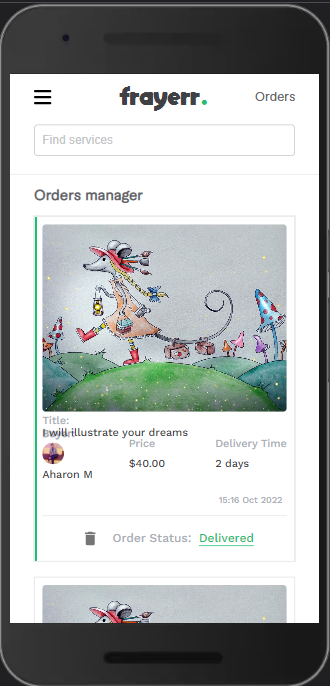 frayerr.
Orders
Find services
Orders manager
Title:
I will illustrate your dreams
Price
Delivery Time
$40.00
2 days
Aharon M
15:16 Oct 2022
Order Status: Delivered